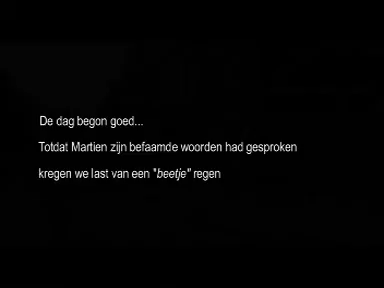 De dag begon goed...
Totdat Martien zijn befaamde woorden had gesproken
kregen we last van een "beetje" regen